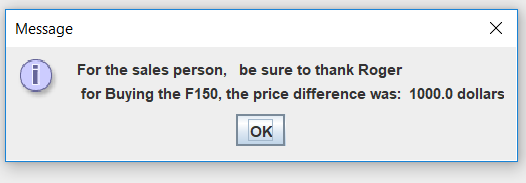 Message
For the sales person,   be sure to thank Roger
for Buying the F150, the price difference was:  1000.0 dollars
OK